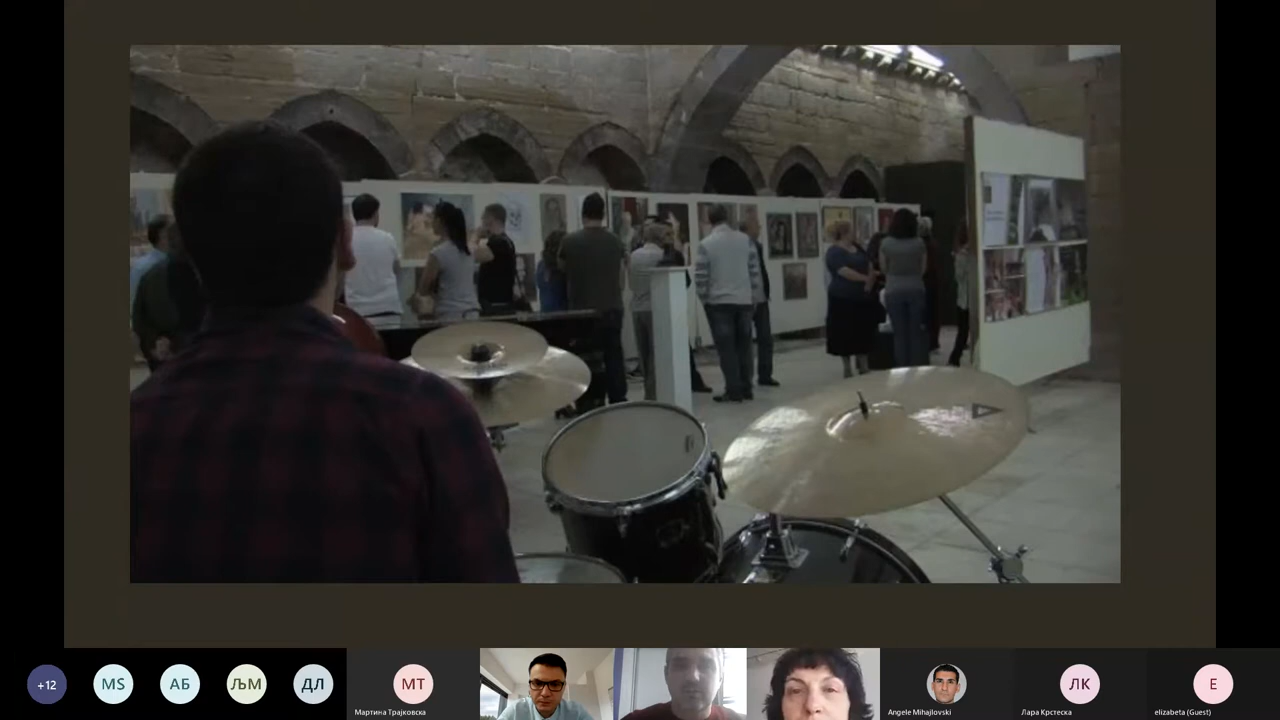 +12
MS
АБ
ЉМ
ДЛ
МТ
Мартина Трајковска
Angele Mihajlovski
ЛК
Лара Крстеска
E
elizabeta (Guest)